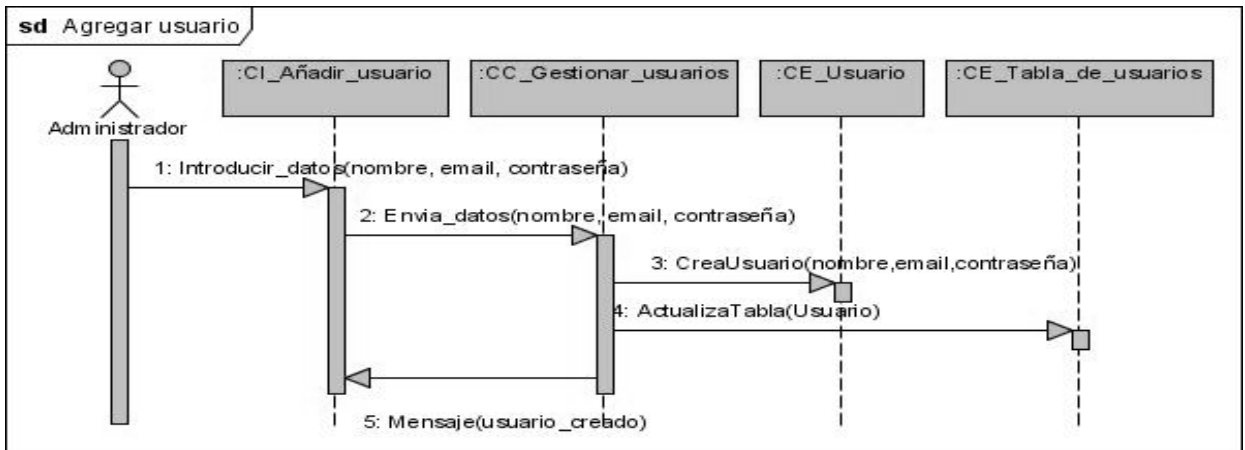 sd Agregar usuario
:CI_Añadir_usuario
:CC_Gestionar_usuarios
:CE_Usuario
:CE_Tabla_de_usuarios
Administrador
1: Introducir_datos(nombre, email, contraseña)
2: Envia_datos(nombre, email, contraseña)
3: CreaUsuario(nombre,email,contraseña)
4: ActualizaTabla(Usuario)
5: Mensaje(usuario_creado)